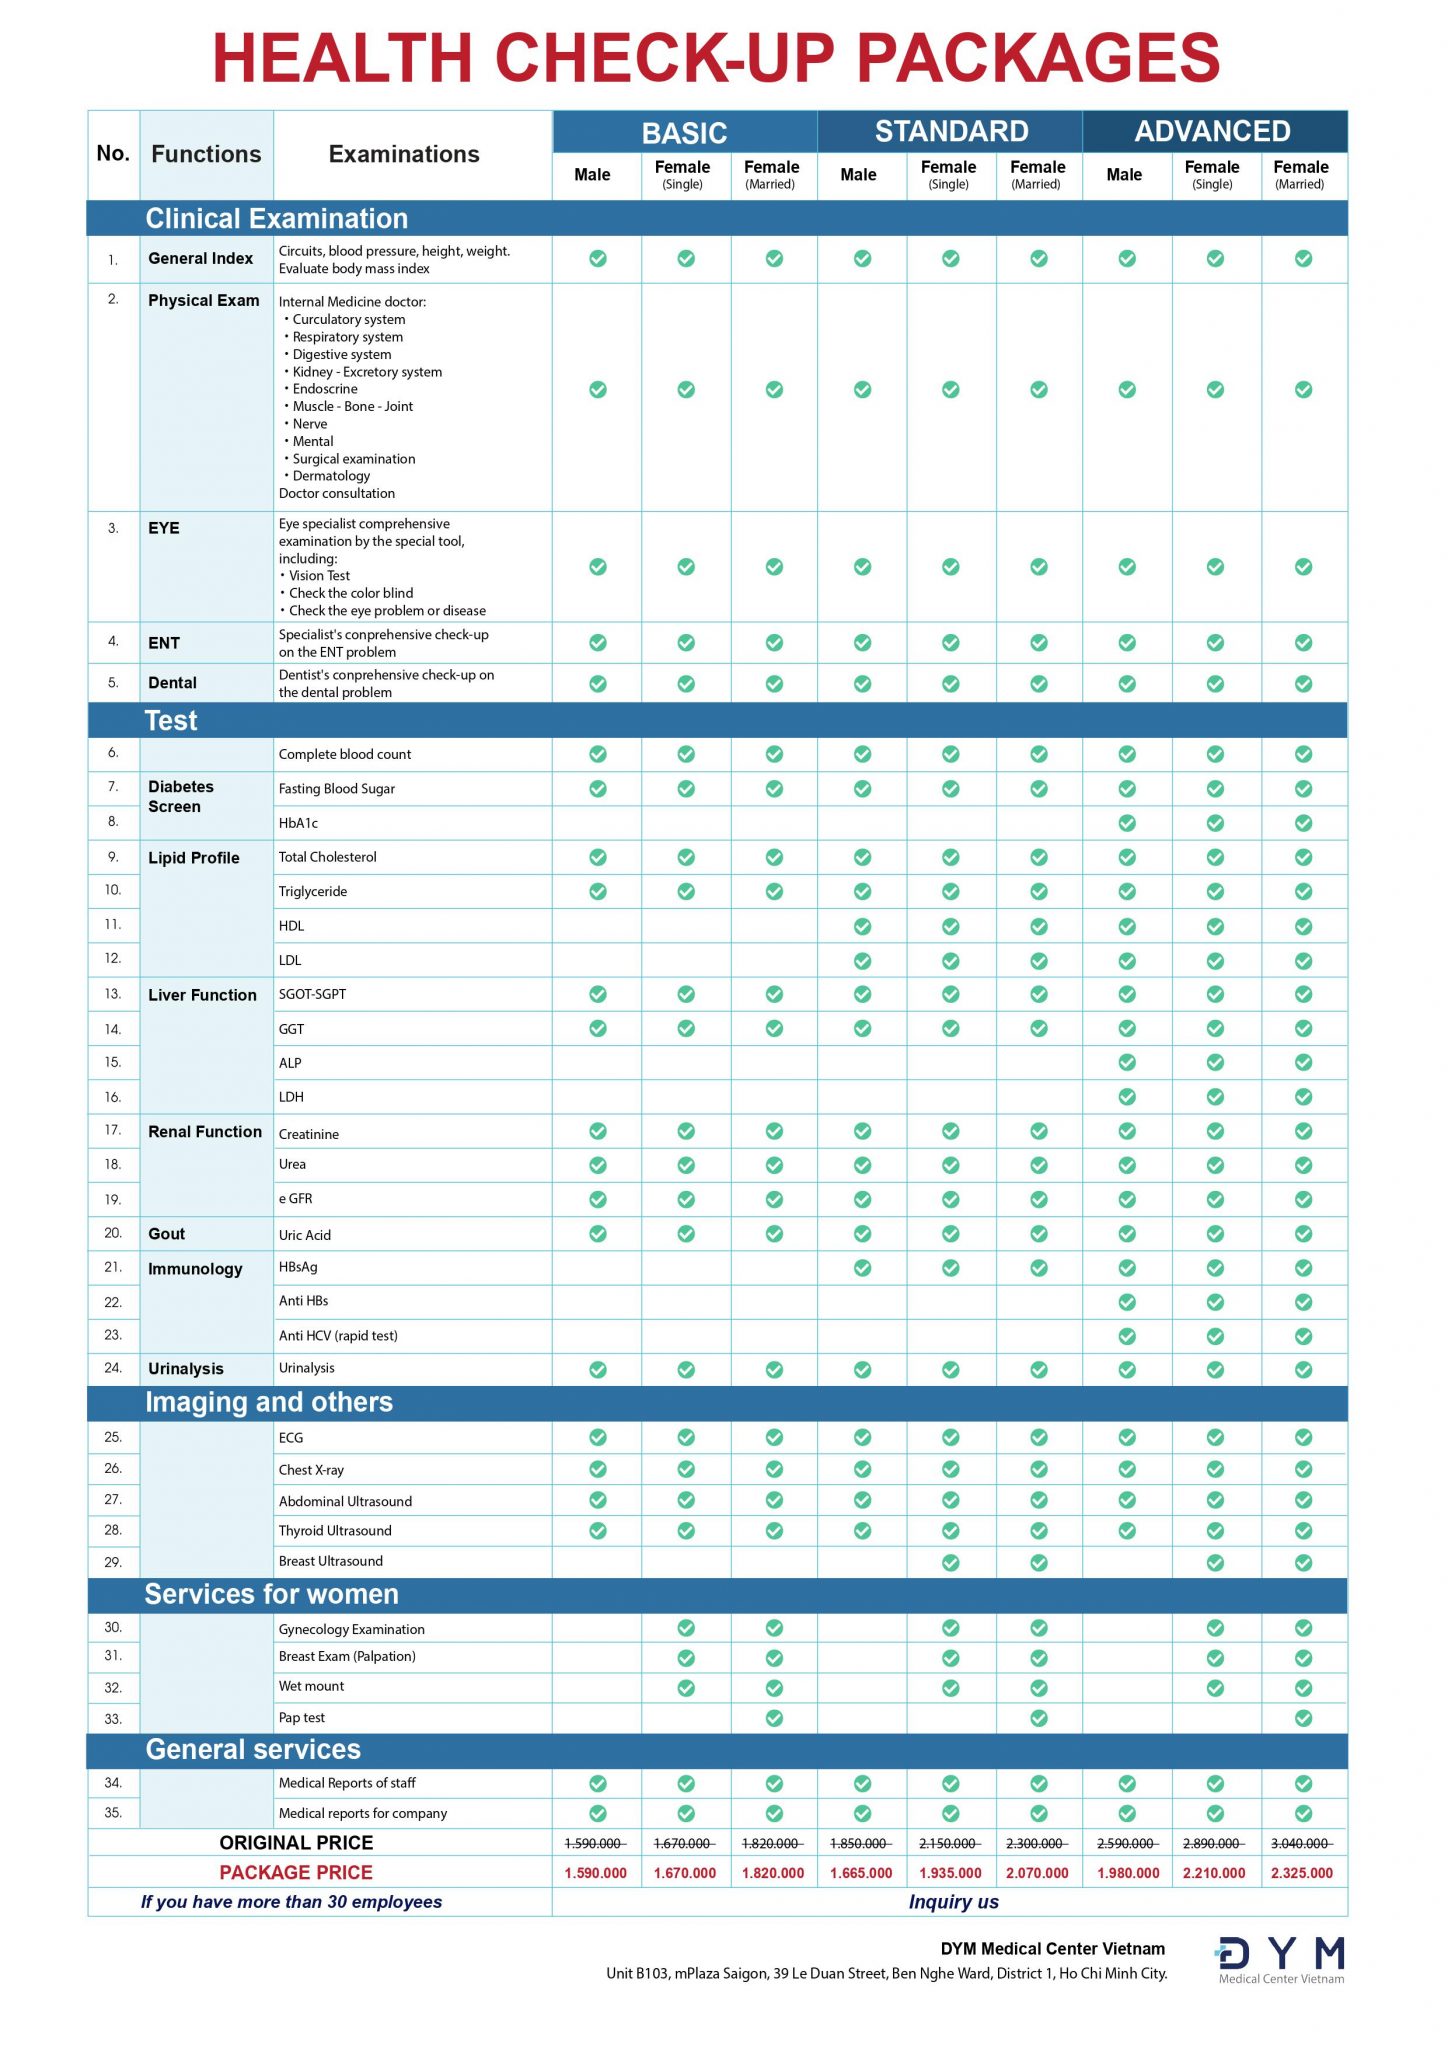 HEALTH CHECK-UP PACKAGES
No. Functions Examinations BASIC STANDARD ADVANCED
Male Female (Single) Female (Married) Male Female (Single) Female (Married) Male Female (Single) Female (Married)
Clinical Examination
1. General Index Circuits, blood pressure, height, weight.
Evaluate body mass index
2. Physical Exam Internal Medicine doctor:
• Curculatory system
• Respiratory system
• Digestive system
• Kidney - Excretory system
• Endoscrine
• Muscle - Bone - Joint
• Nerve
• Mental
• Surgical examination
• Dermatology
Doctor consultation
3. EYE Eye specialist comprehensive
examination by the special tool,
including:
• Vision Test
• Check the color blind
• Check the eye problem or disease
4. ENT Specialist's conprehensive check-up
on the ENT problem
5. Dental Dentist's conprehensive check-up on
the dental problem
Test
6. Complete blood count
7. Diabetes Screen Fasting Blood Sugar
8. HbA1c
9. Lipid Profile Total Cholesterol
10. Triglyceride
11. HDL
12. LDL
13. Liver Function SGOT-SGPT
14. GGT
15. ALP
16. LDH
17. Renal Function Creatinine
18. Urea
19. e GFR
20. Gout Uric Acid
21. Immunology HBsAg
22. Anti HBs
23. Anti HCV (rapid test)
24. Urinalysis Urinalysis
Imaging and others
25. ECG
26. Chest X-ray
27. Abdominal Ultrasound
28. Thyroid Ultrasound
29. Breast Ultrasound
Services for women
30. Gynecology Examination
31. Breast Exam (Palpation)
32. Wet mount
33. Pap test
General services
34. Medical Reports of staff
35. Medical reports for company
ORIGINAL PRICE 1.590.000 1.670.000 1.820.000 1.850.000 2.150.000 2.300.000 2.590.000 2.890.000 3.040.000
PACKAGE PRICE 1.590.000 1.670.000 1.820.000 1.665.000 1.935.000 2.070.000 1.980.000 2.210.000 2.325.000
If you have more than 30 employees Inquiry us
DYM Medical Center Vietnam
Unit B103, mPlaza Saigon, 39 Le Duan Street, Ben Nghe Ward, District 1, Ho Chi Minh City.
DYM
Medical Center Vietnam